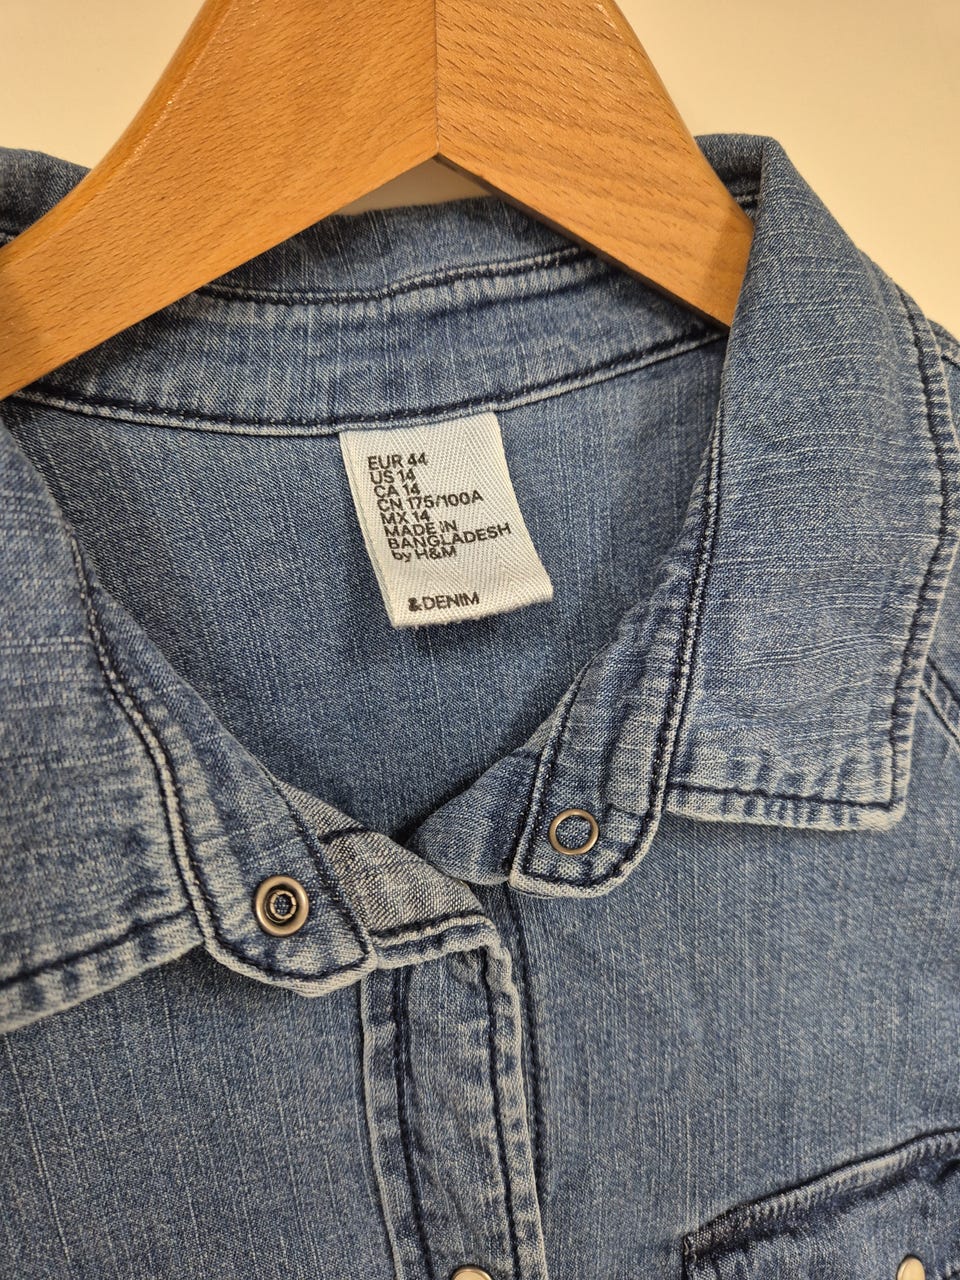 EUR 44
US 14
CA 14
CN 175/100A
MX 14
MADE IN
BANGLADESH
by H&M
&DENIM